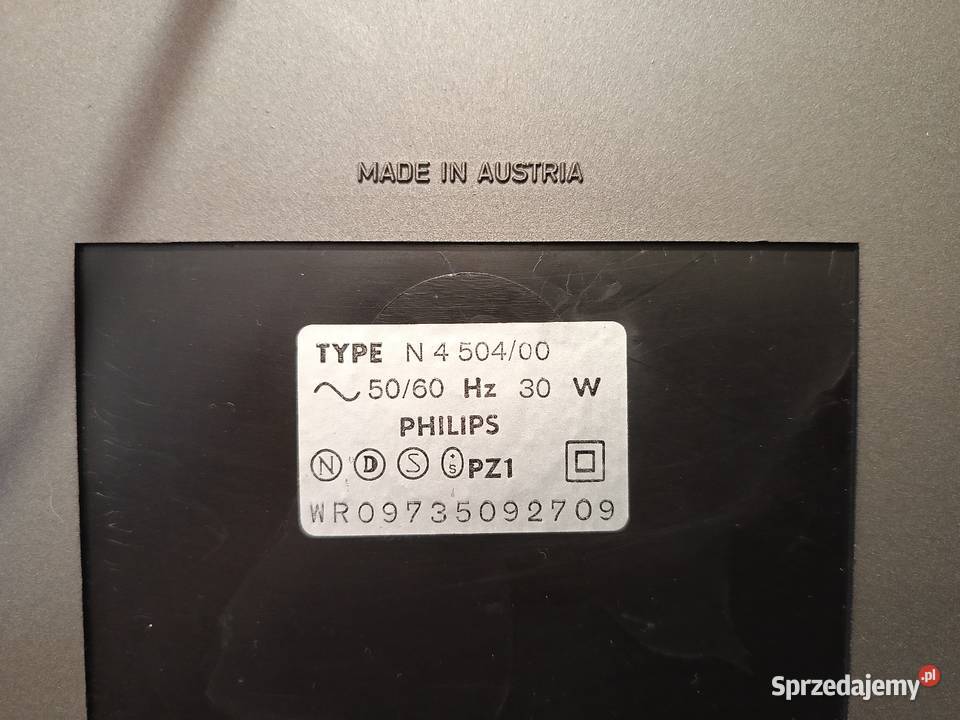 MADE IN AUSTRIA
TYPE N 4 504/00
~ 50/60 Hz 30 W
PHILIPS
N D S +S PZ1
WR09735092709
Sprzedajemy.pl